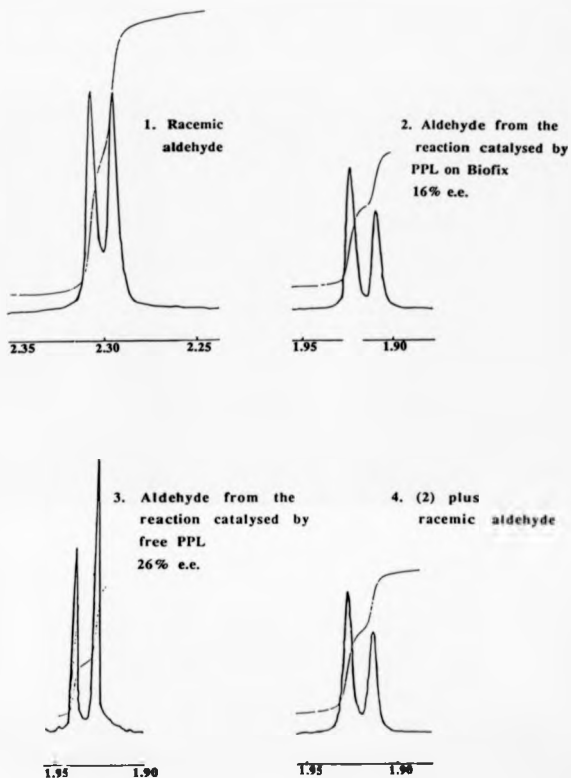 1. Racemic
aldehyde
2. Aldehyde from the
reaction catalysed by
PPL on Biofix
16% e.e.
2.35 2.30 2.25
1.95 1.90
3. Aldehyde from the
reaction catalysed by
free PPL
26% e.e.
4. (2) plus
racemic aldehyde
1.95 1.90
1.95 1.90